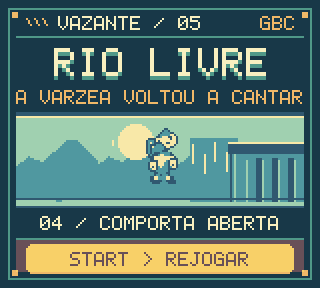 VAZANTE / 05 GBC
RIO LIVRE
A VARZEA VOLTOU A CANTAR
04 / COMPORTA ABERTA
START > REJOGAR